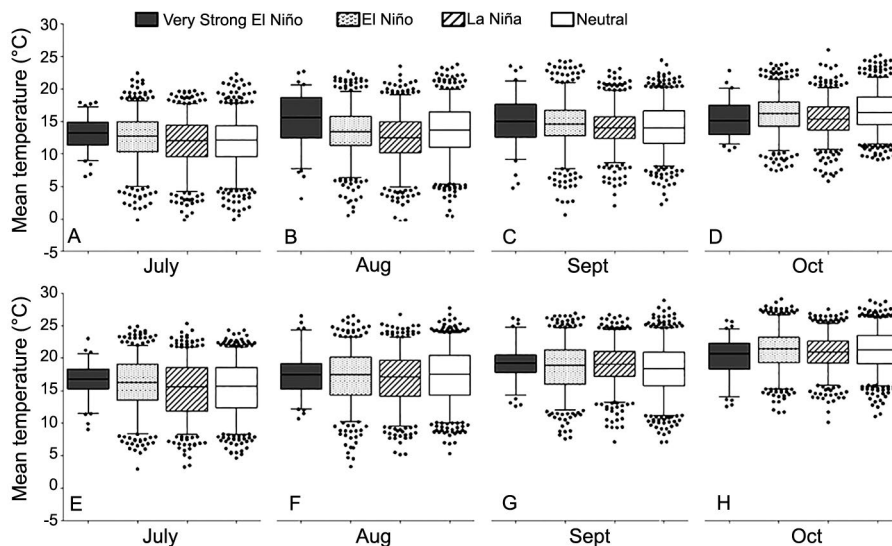 Very Strong El Niño El Niño La Niña Neutral
Mean temperature (°C)
30
25
20
15
10
5
0
-5
A B C D
July Aug Sept Oct
Mean temperature (°C)
30
25
20
15
10
5
0
-5
E F G H
July Aug Sept Oct